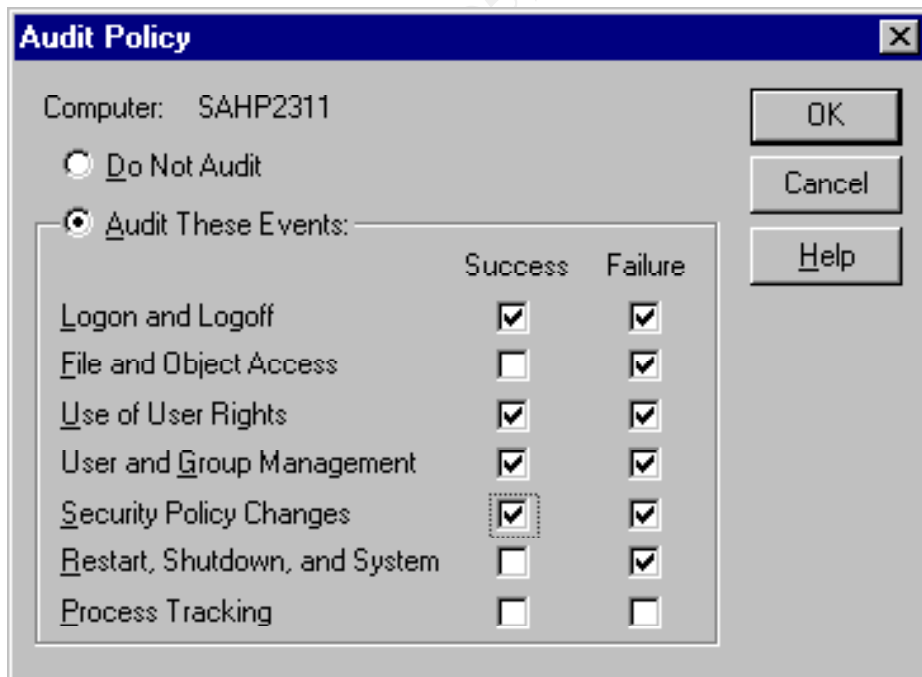 Audit Policy
Computer: SAHP2311
OK
Do Not Audit
Cancel
Audit These Events:
Help
Success Failure
Logon and Logoff
File and Object Access
Use of User Rights
User and Group Management
Security Policy Changes
Restart, Shutdown, and System
Process Tracking